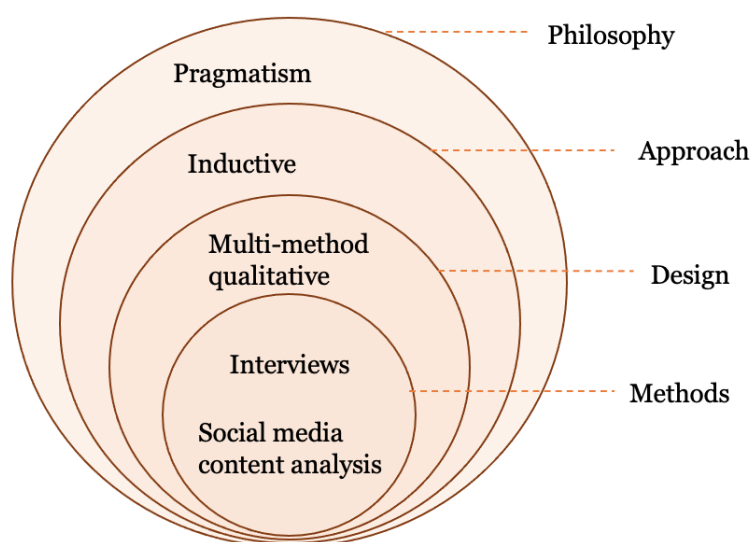 Philosophy
Pragmatism
Approach
Inductive
Multi-method
qualitative
Design
Interviews
Methods
Social media
content analysis